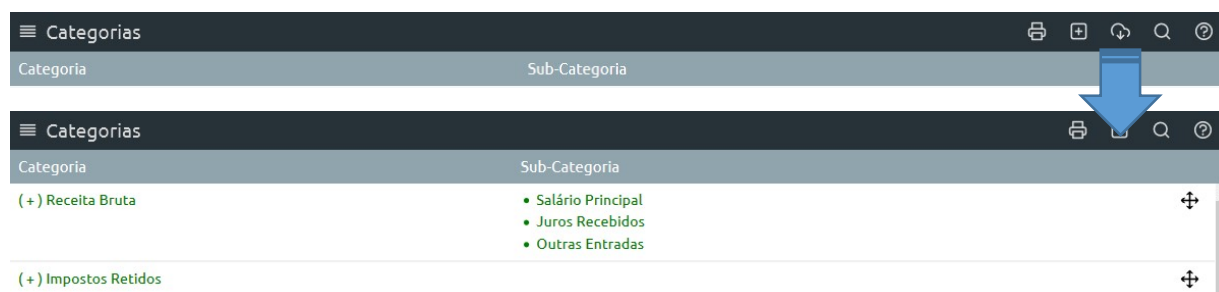 Categorias
Categoria Sub-Categoria
Categorias
Categoria Sub-Categoria
(+) Receita Bruta • Salário Principal
• Juros Recebidos
• Outras Entradas
(+) Impostos Retidos